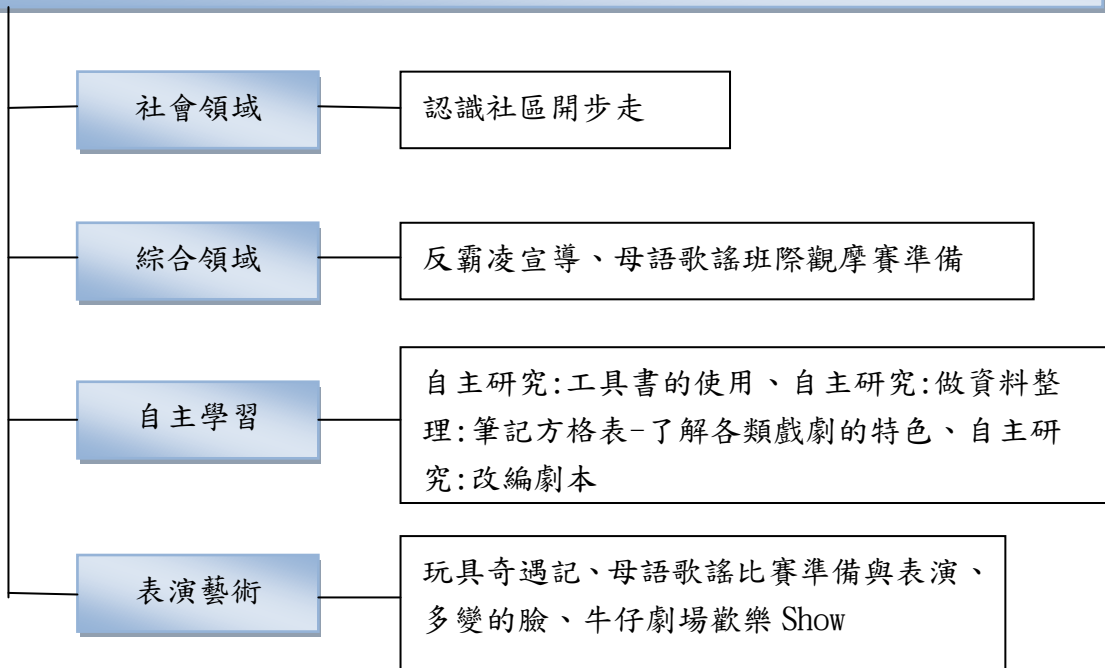 社會領域
認識社區開步走
綜合領域
反霸凌宣導、母語歌謠班際觀摩賽準備
自主學習
自主研究:工具書的使用、自主研究:做資料整
理:筆記方格表-了解各類戲劇的特色、自主研
究:改編劇本
表演藝術
玩具奇遇記、母語歌謠比賽準備與表演、
多變的臉、牛仔劇場歡樂 Show